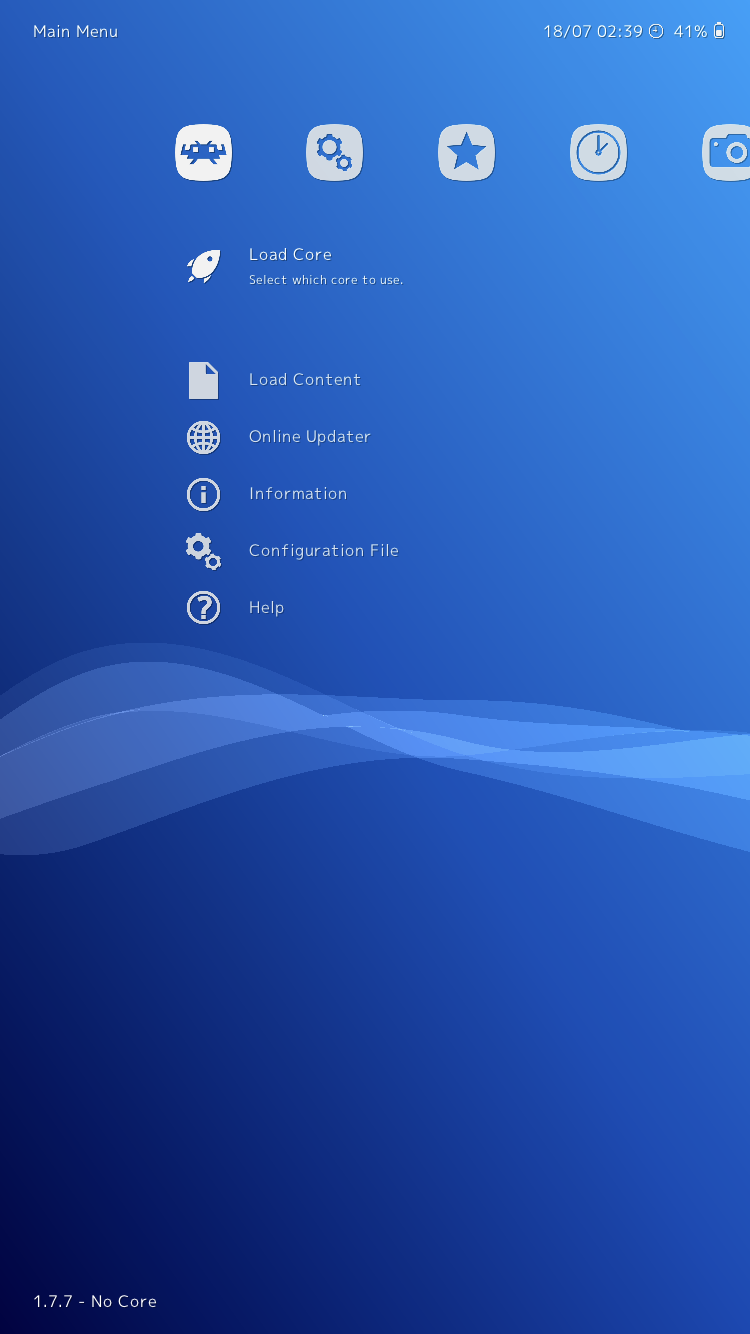 Main Menu
18/07 02:39 41%
Load Core
Select which core to use.
Load Content
Online Updater
Information
Configuration File
Help
1.7.7 - No Core